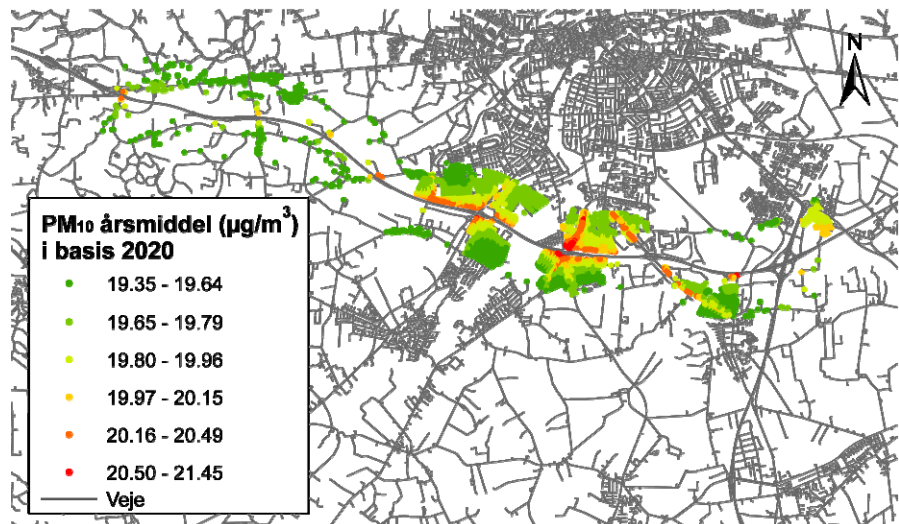 N
PM₁₀ årsmiddel (µg/m³)
i basis 2020
19.35 - 19.64
19.65 - 19.79
19.80 - 19.96
19.97 - 20.15
20.16 - 20.49
20.50 - 21.45
Veje